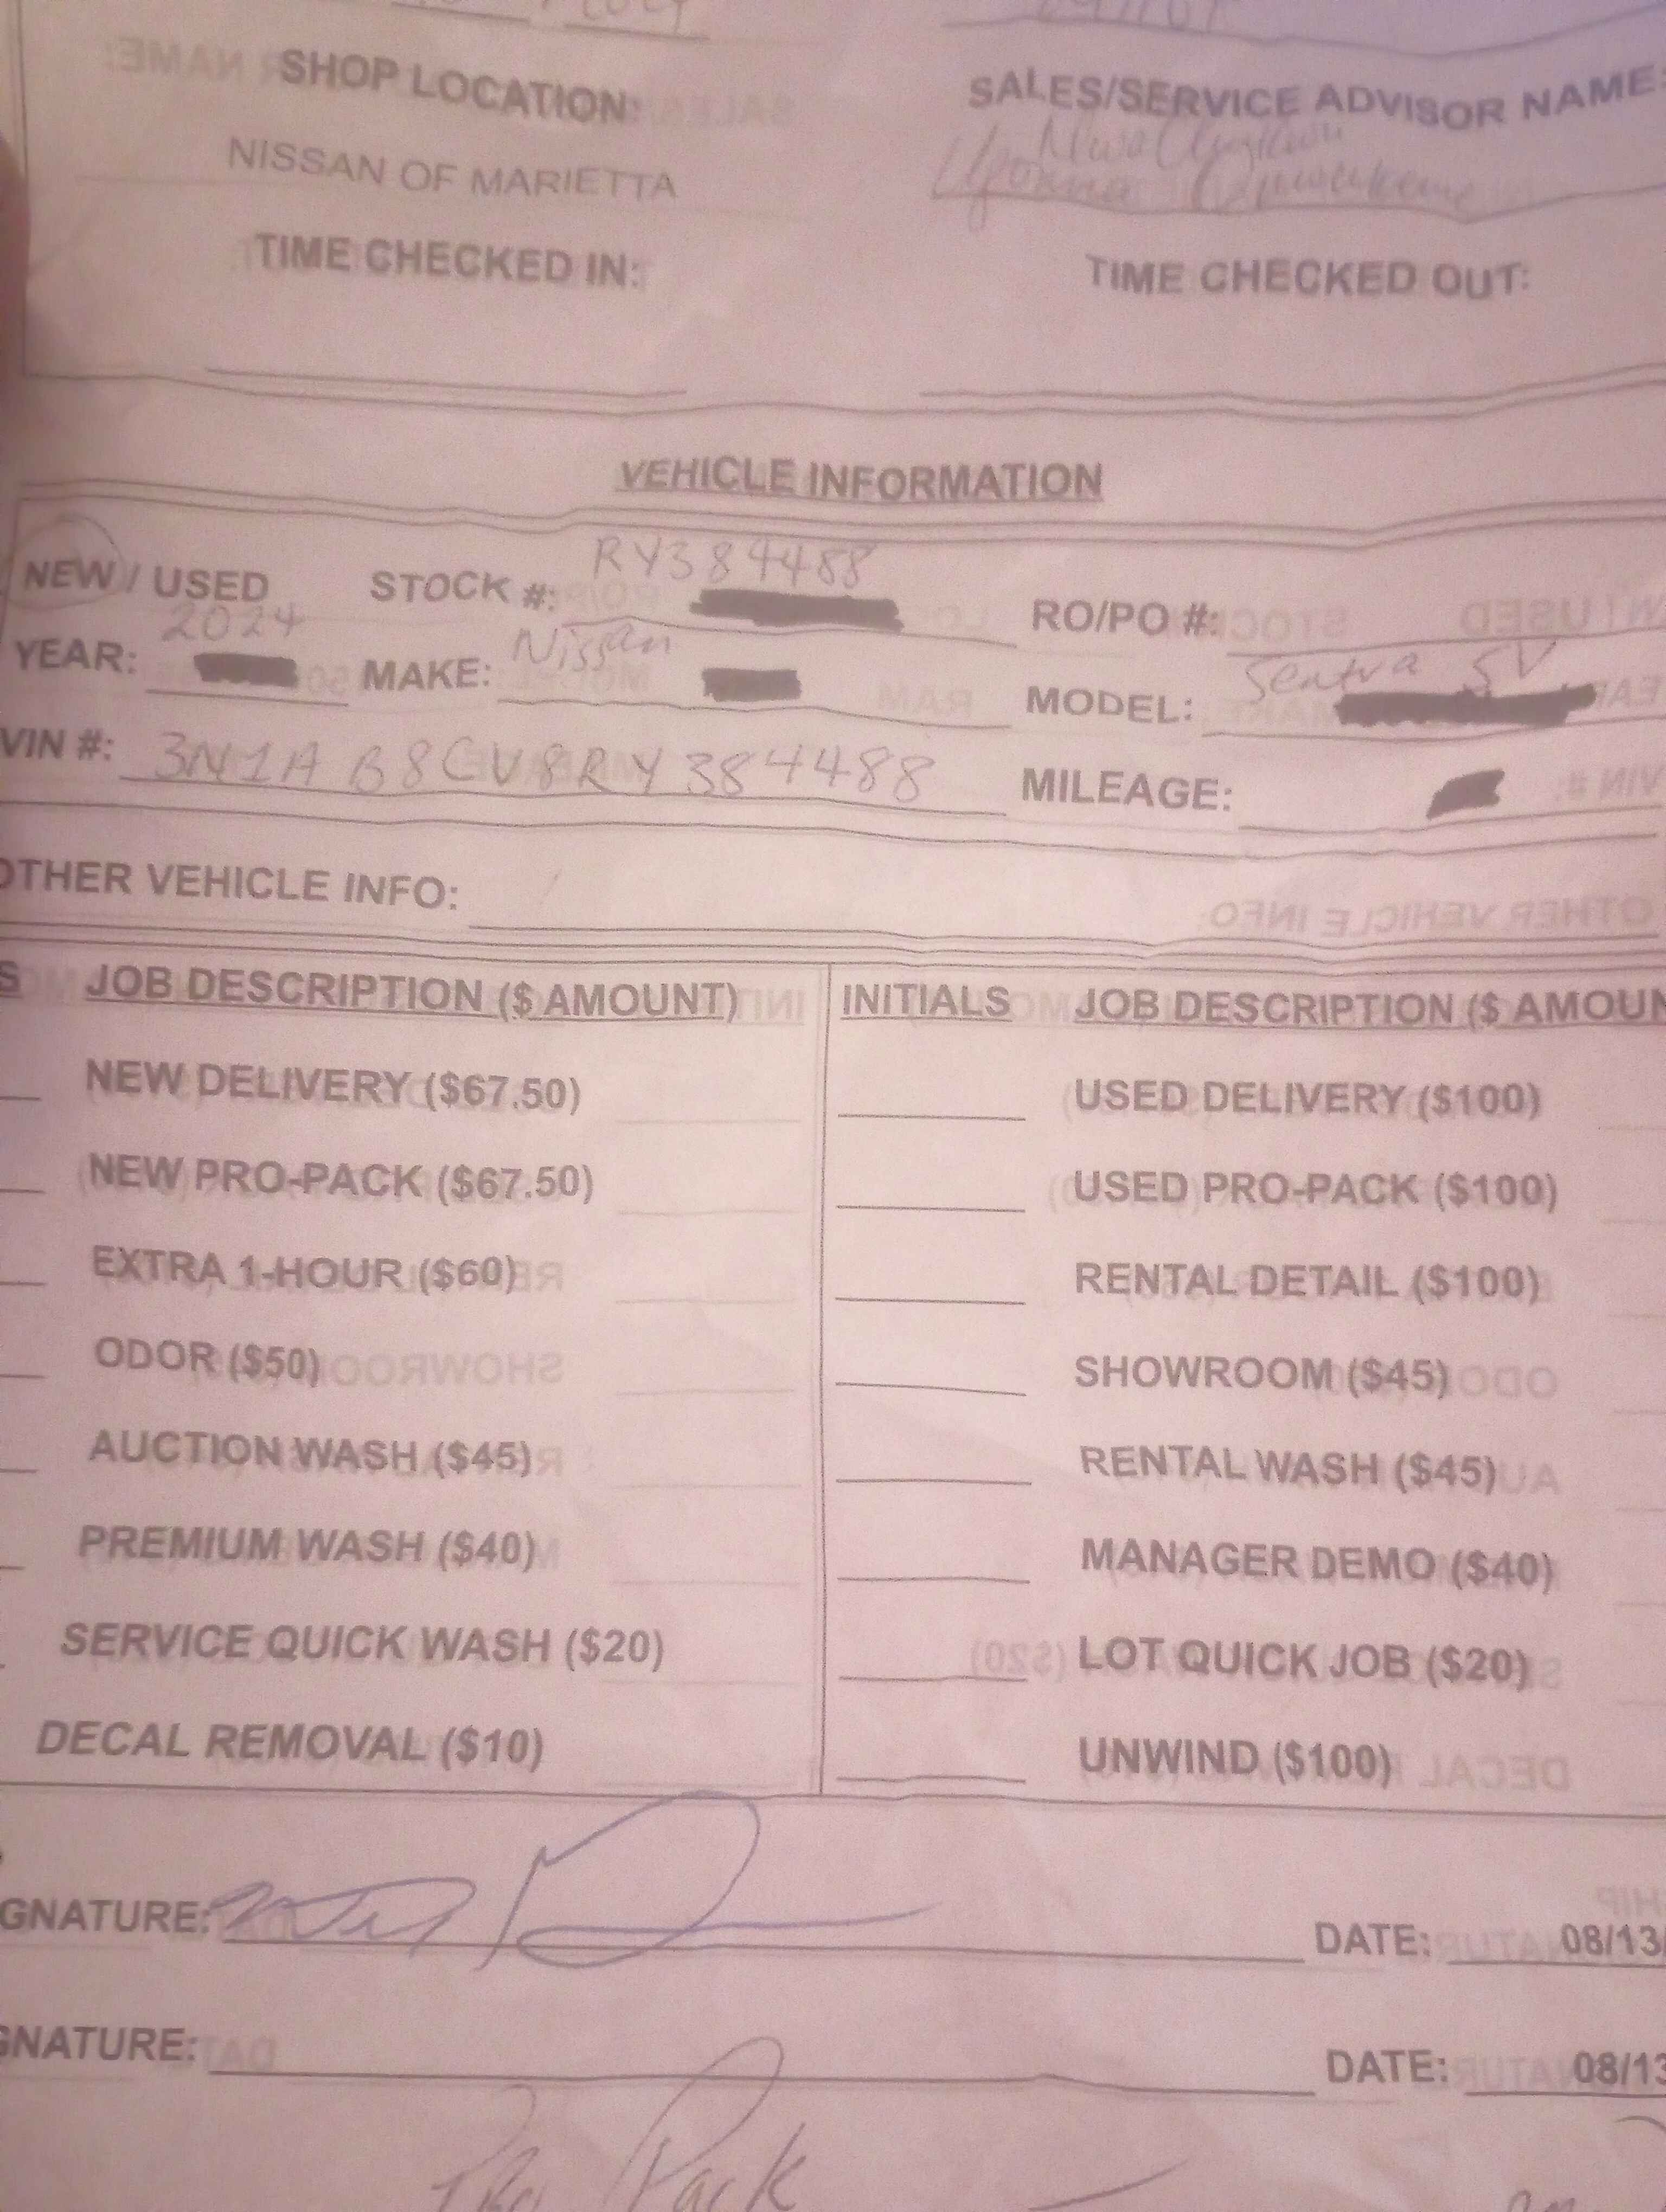 SHOP LOCATION:
SALES/SERVICE ADVISOR NAME:
NISSAN OF MARIETTA
TIME CHECKED IN:
TIME CHECKED OUT:
VEHICLE INFORMATION
NEW / USED STOCK #: RY384488 RO/PO #:
YEAR: 2024 MAKE: Nissan MODEL: Sentra SV
VIN #: 3N1AB8CV8RY384488 MILEAGE:
OTHER VEHICLE INFO:
S JOB DESCRIPTION ($ AMOUNT) INITIALS JOB DESCRIPTION ($ AMOUN
NEW DELIVERY ($67.50) USED DELIVERY ($100)
NEW PRO-PACK ($67.50) USED PRO-PACK ($100)
EXTRA 1-HOUR ($60) RENTAL DETAIL ($100)
ODOR ($50) SHOWROOM ($45)
AUCTION WASH ($45) RENTAL WASH ($45)
PREMIUM WASH ($40) MANAGER DEMO ($40)
SERVICE QUICK WASH ($20) LOT QUICK JOB ($20)
DECAL REMOVAL ($10) UNWIND ($100)
GNATURE: DATE: 08/13/
GNATURE: DATE: 08/13
Pro Pack